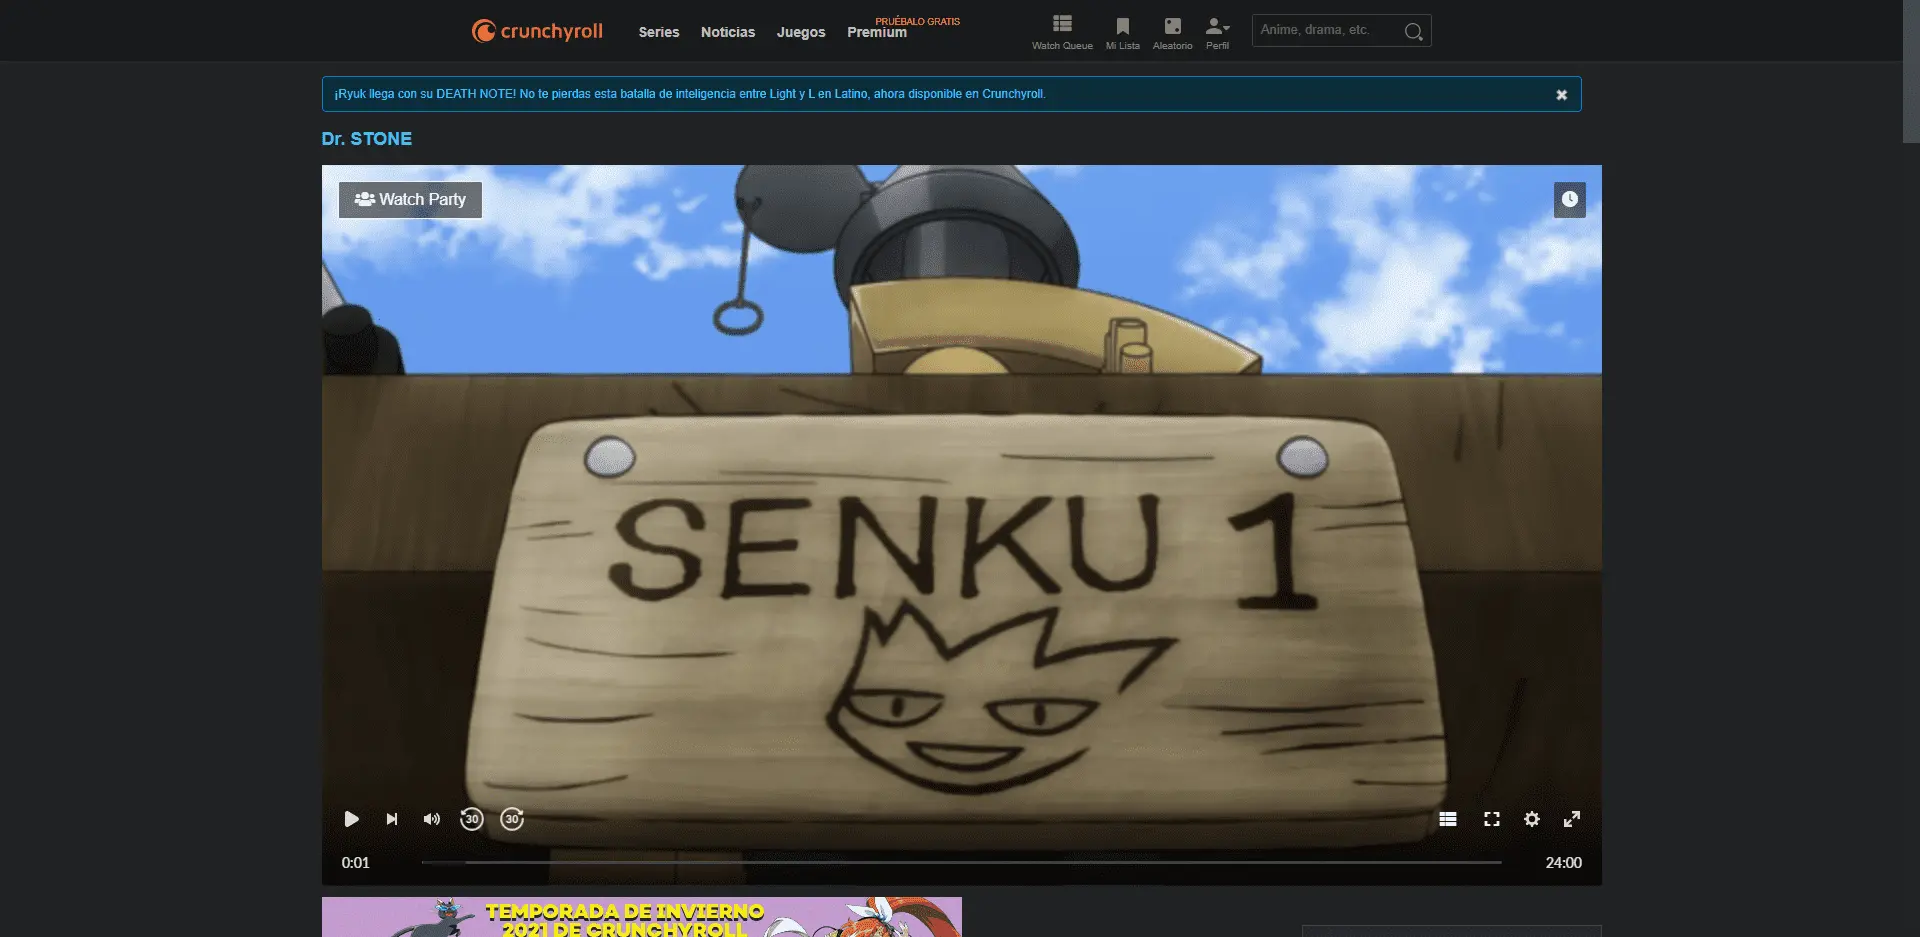 crunchyroll
Series
Noticias
Juegos
PRUÉBALO GRATIS
Premium
Watch Queue
Mi Lista
Aleatorio
Perfil
Anime, drama, etc.
¡Ryuk llega con su DEATH NOTE! No te pierdas esta batalla de inteligencia entre Light y L en Latino, ahora disponible en Crunchyroll.
Dr. STONE
Watch Party
SENKU 1
30
30
0:01
24:00
TEMPORADA DE INVIERNO
2021 DE CRUNCHYROLL